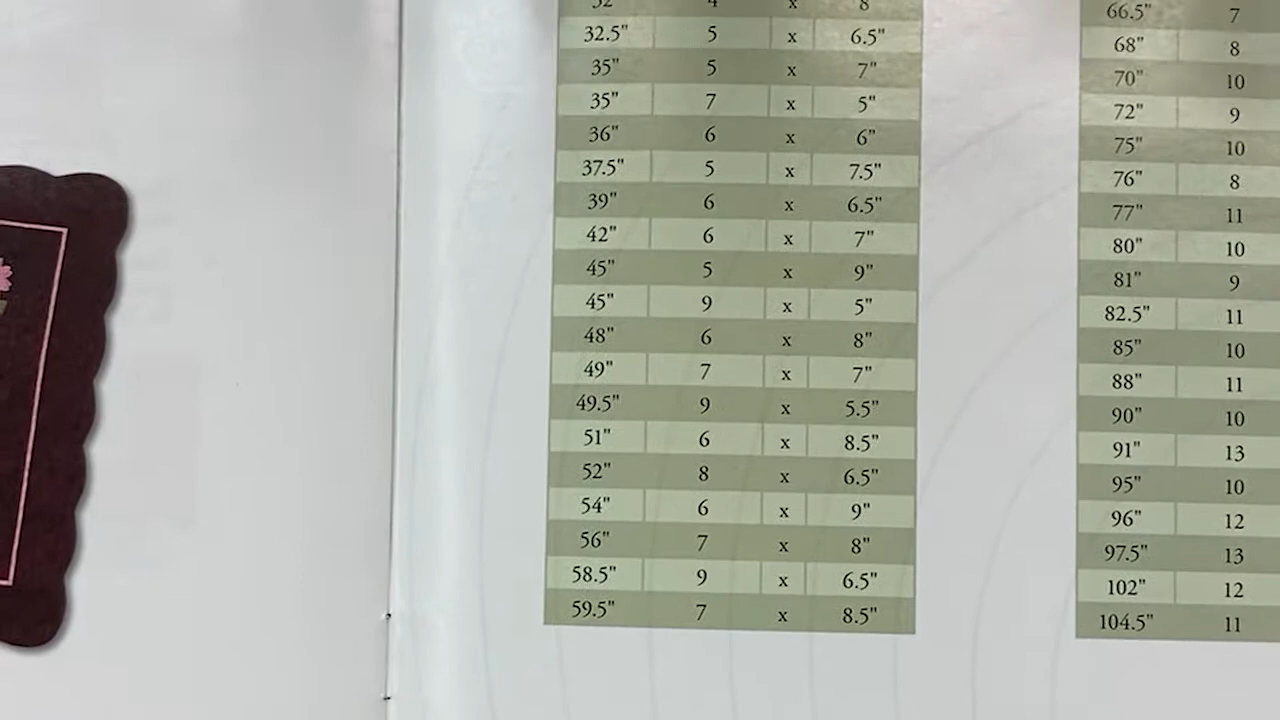 32" 4 x 8"
32.5" 5 x 6.5"
35" 5 x 7"
35" 7 x 5"
36" 6 x 6"
37.5" 5 x 7.5"
39" 6 x 6.5"
42" 6 x 7"
45" 5 x 9"
45" 9 x 5"
48" 6 x 8"
49" 7 x 7"
49.5" 9 x 5.5"
51" 6 x 8.5"
52" 8 x 6.5"
54" 6 x 9"
56" 7 x 8"
58.5" 9 x 6.5"
59.5" 7 x 8.5"
66.5" 7
68" 8
70" 10
72" 9
75" 10
76" 8
77" 11
80" 10
81" 9
82.5" 11
85" 10
88" 11
90" 10
91" 13
95" 10
96" 12
97.5" 13
102" 12
104.5" 11